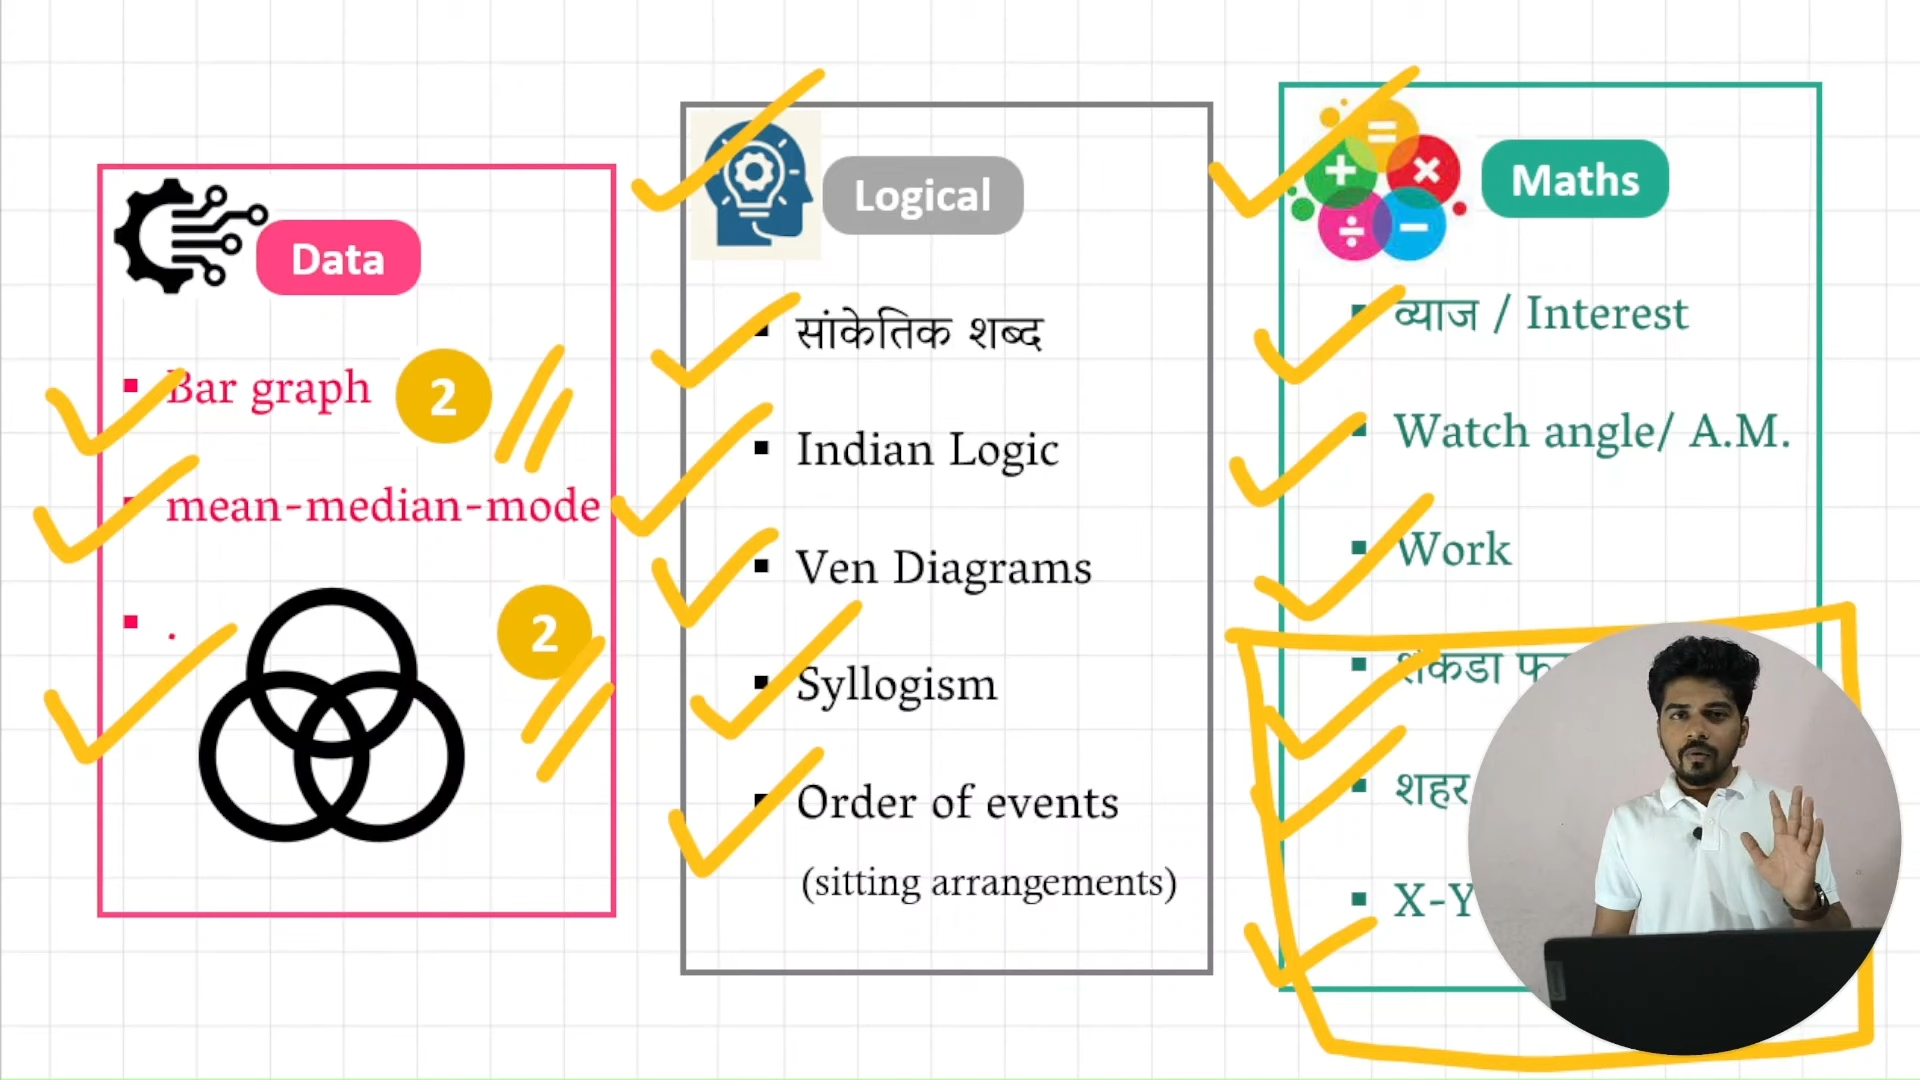 Data
Bar graph 2
mean-median-mode
. 2
Logical
सांकेतिक शब्द
Indian Logic
Ven Diagrams
Syllogism
Order of events
(sitting arrangements)
Maths
व्याज / Interest
Watch angle/ A.M.
Work
शेकडा
शहर
X-Y